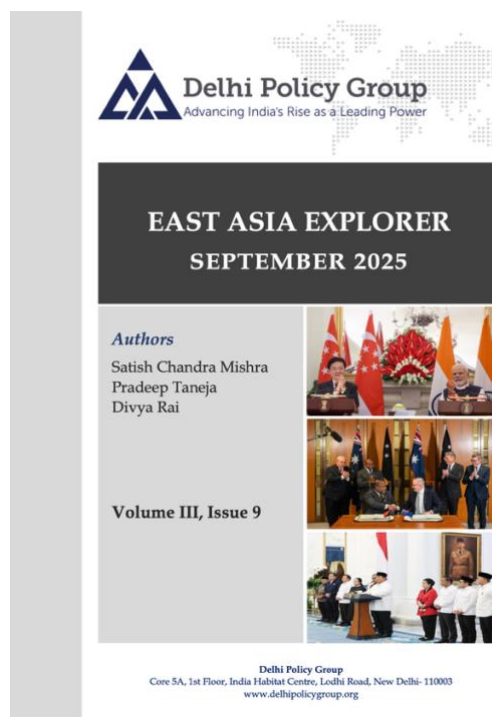 Delhi Policy Group
Advancing India's Rise as a Leading Power
EAST ASIA EXPLORER
SEPTEMBER 2025
Authors
Satish Chandra Mishra
Pradeep Taneja
Divya Rai
Volume III, Issue 9
Delhi Policy Group
Core 5A, 1st Floor, India Habitat Centre, Lodhi Road, New Delhi- 110003
www.delhipolicygroup.org